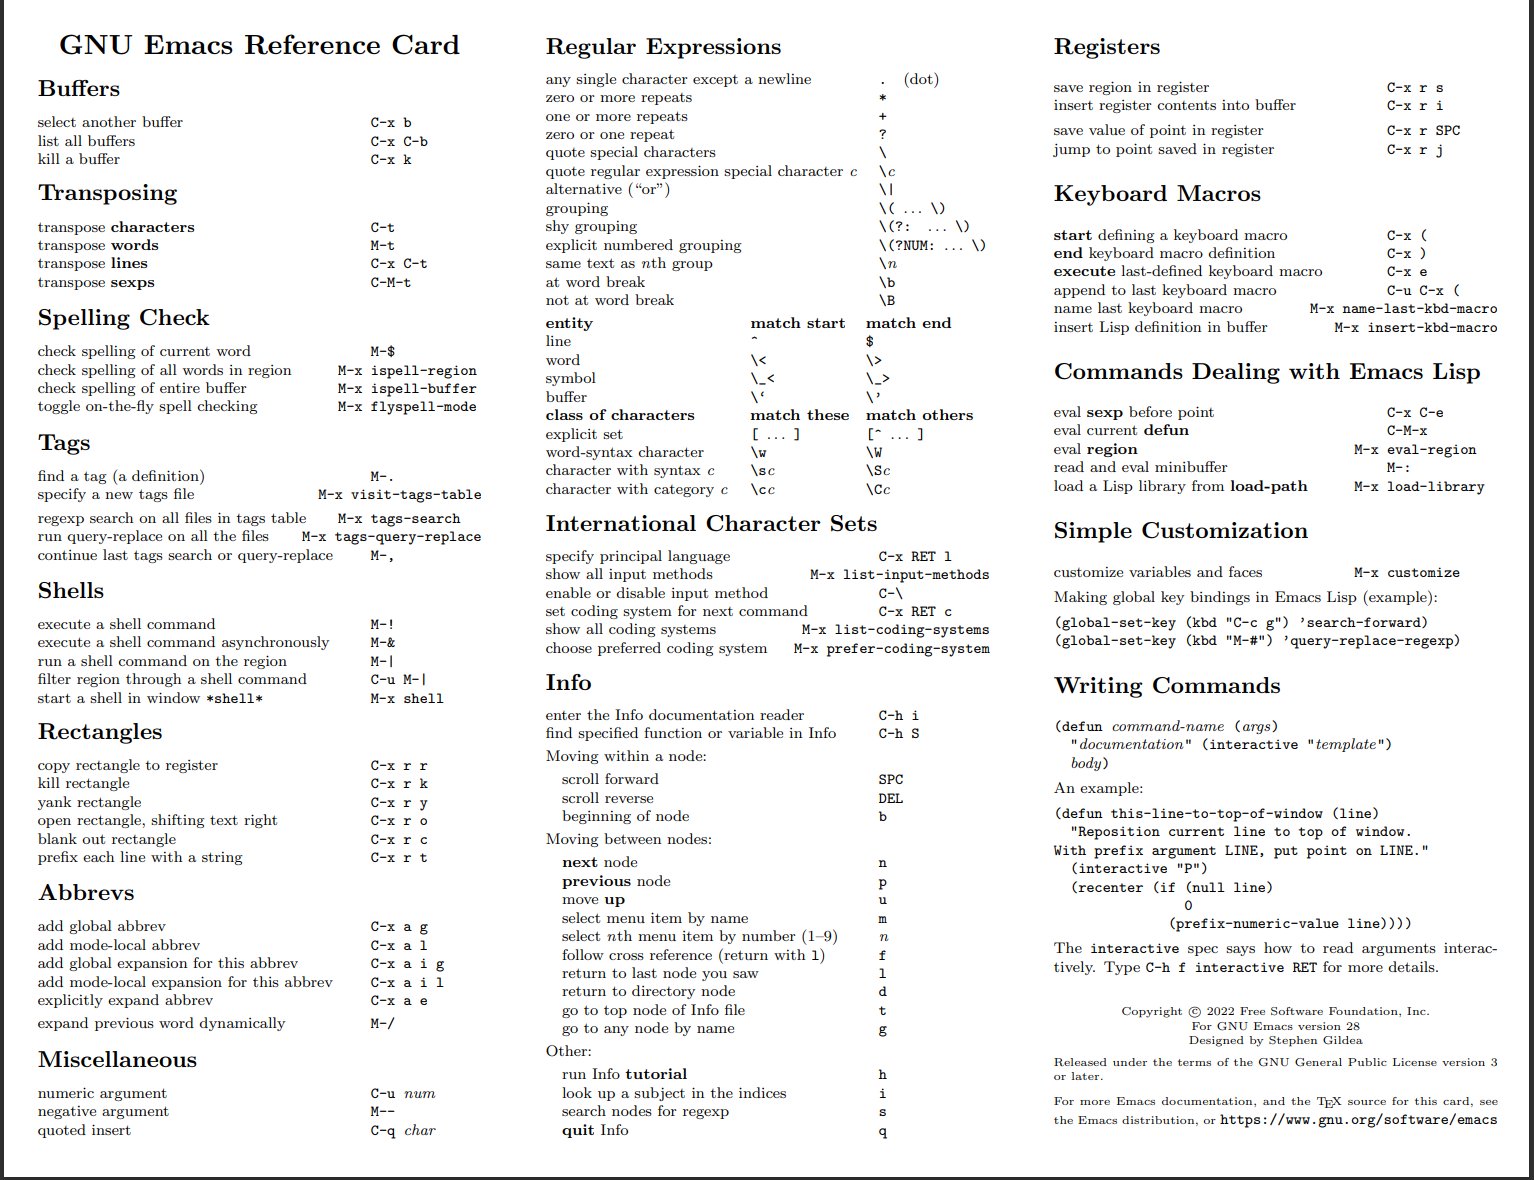 GNU Emacs Reference Card
Buffers
select another buffer C-x b
list all buffers C-x C-b
kill a buffer C-x k
Transposing
transpose characters C-t
transpose words M-t
transpose lines C-x C-t
transpose sexps C-M-t
Spelling Check
check spelling of current word M-$
check spelling of all words in region M-x ispell-region
check spelling of entire buffer M-x ispell-buffer
toggle on-the-fly spell checking M-x flyspell-mode
Tags
find a tag (a definition) M-.
specify a new tags file M-x visit-tags-table
regexp search on all files in tags table M-x tags-search
run query-replace on all the files M-x tags-query-replace
continue last tags search or query-replace M-,
Shells
execute a shell command M-!
execute a shell command asynchronously M-&
run a shell command on the region M-|
filter region through a shell command C-u M-|
start a shell in window *shell* M-x shell
Rectangles
copy rectangle to register C-x r r
kill rectangle C-x r k
yank rectangle C-x r y
open rectangle, shifting text right C-x r o
blank out rectangle C-x r c
prefix each line with a string C-x r t
Abbrevs
add global abbrev C-x a g
add mode-local abbrev C-x a l
add global expansion for this abbrev C-x a i g
add mode-local expansion for this abbrev C-x a i l
explicitly expand abbrev C-x a e
expand previous word dynamically M-/
Miscellaneous
numeric argument C-u num
negative argument M--
quoted insert C-q char
Regular Expressions
any single character except a newline . (dot)
zero or more repeats *
one or more repeats +
zero or one repeat ?
quote special characters \
quote regular expression special character c \c
alternative (“or”) \|
grouping \( ... \)
shy grouping \(?: ... \)
explicit numbered grouping \(?NUM: ... \)
same text as nth group \n
at word break \b
not at word break \B
entity match start match end
line ^ $
word \< \>
symbol \_< \_>
buffer \‘ \’
class of characters match these match others
explicit set [ ... ] [^ ... ]
word-syntax character \w \W
character with syntax c \sc \Sc
character with category c \cc \Cc
International Character Sets
specify principal language C-x RET l
show all input methods M-x list-input-methods
enable or disable input method C-\
set coding system for next command C-x RET c
show all coding systems M-x list-coding-systems
choose preferred coding system M-x prefer-coding-system
Info
enter the Info documentation reader C-h i
find specified function or variable in Info C-h S
Moving within a node:
scroll forward SPC
scroll reverse DEL
beginning of node b
Moving between nodes:
next node n
previous node p
move up u
select menu item by name m
select nth menu item by number (1–9) n
follow cross reference (return with l) f
return to last node you saw l
return to directory node d
go to top node of Info file t
go to any node by name g
Other:
run Info tutorial h
look up a subject in the indices i
search nodes for regexp s
quit Info q
Registers
save region in register C-x r s
insert register contents into buffer C-x r i
save value of point in register C-x r SPC
jump to point saved in register C-x r j
Keyboard Macros
start defining a keyboard macro C-x (
end keyboard macro definition C-x )
execute last-defined keyboard macro C-x e
append to last keyboard macro C-u C-x (
name last keyboard macro M-x name-last-kbd-macro
insert Lisp definition in buffer M-x insert-kbd-macro
Commands Dealing with Emacs Lisp
eval sexp before point C-x C-e
eval current defun C-M-x
eval region M-x eval-region
read and eval minibuffer M-:
load a Lisp library from load-path M-x load-library
Simple Customization
customize variables and faces M-x customize
Making global key bindings in Emacs Lisp (example):
(global-set-key (kbd "C-c g") ’search-forward)
(global-set-key (kbd "M-#") ’query-replace-regexp)
Writing Commands
(defun command-name (args)
"documentation" (interactive "template")
body)
An example:
(defun this-line-to-top-of-window (line)
"Reposition current line to top of window.
With prefix argument LINE, put point on LINE."
(interactive "P")
(recenter (if (null line)
0
(prefix-numeric-value line))))
The interactive spec says how to read arguments interac-
tively. Type C-h f interactive RET for more details.
Copyright © 2022 Free Software Foundation, Inc.
For GNU Emacs version 28
Designed by Stephen Gildea
Released under the terms of the GNU General Public License version 3
or later.
For more Emacs documentation, and the TEX source for this card, see
the Emacs distribution, or https://www.gnu.org/software/emacs